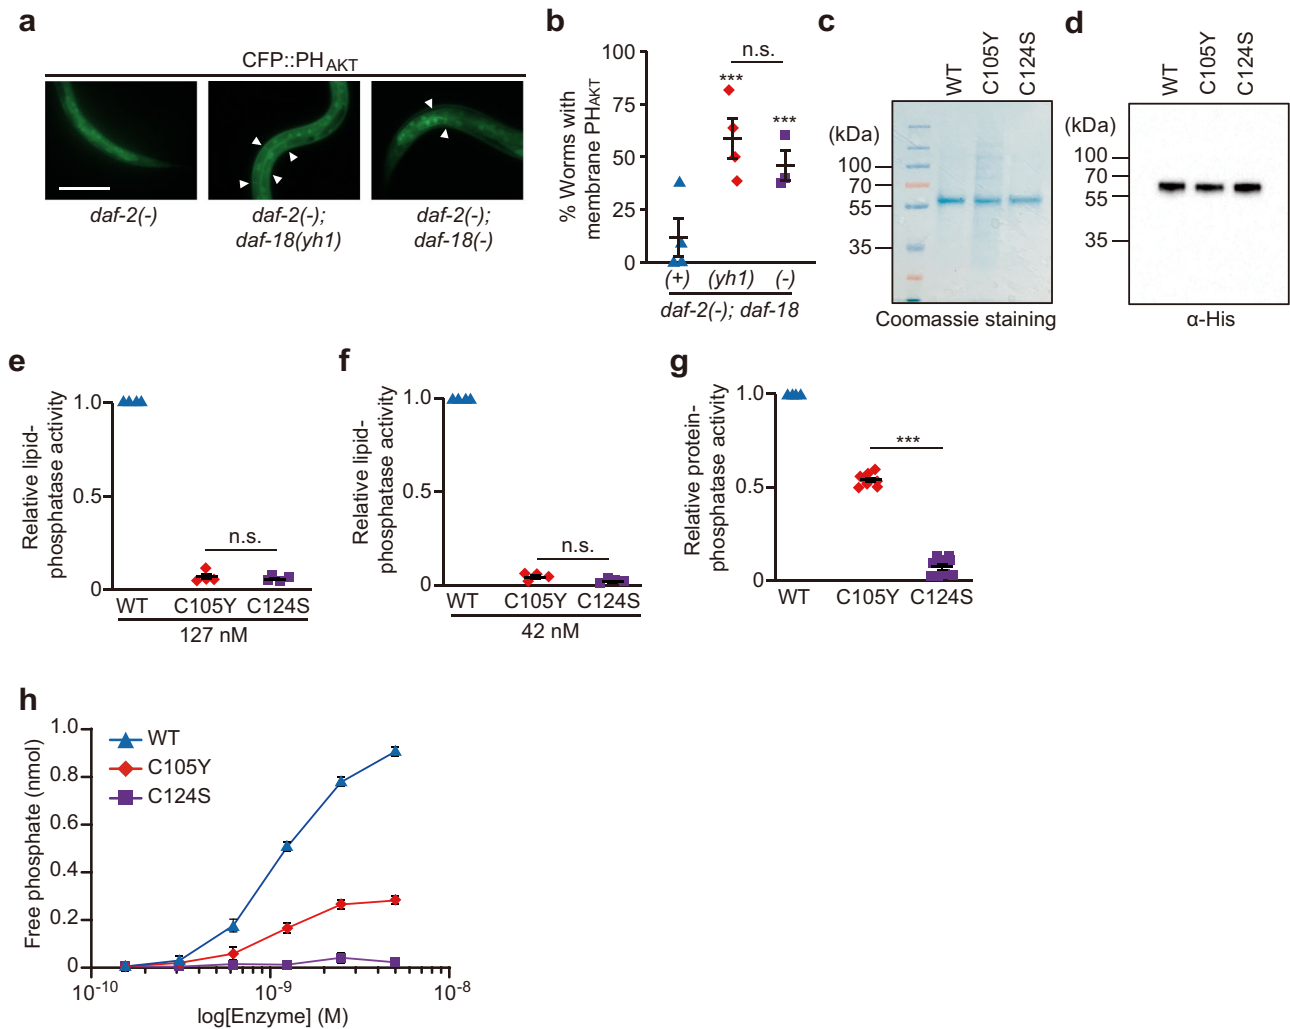 a
CFP::PHAKT
daf-2(-)
daf-2(-);
daf-18(yh1)
daf-2(-);
daf-18(-)
b
% Worms with
membrane PHAKT
100
75
50
25
0
n.s.
***
***
(+) (yh1) (-)
daf-2(-); daf-18
c
WT C105Y C124S
(kDa)
100
70
55
35
Coomassie staining
d
WT C105Y C124S
(kDa)
100
70
55
35
α-His
e
Relative lipid-
phosphatase activity
1.0
0.5
0
n.s.
WT C105Y C124S
127 nM
f
Relative lipid-
phosphatase activity
1.0
0.5
0
n.s.
WT C105Y C124S
42 nM
g
Relative protein-
phosphatase activity
1.0
0.5
0
***
WT C105Y C124S
h
Free phosphate (nmol)
1.0
0.8
0.6
0.4
0.2
0
WT
C105Y
C124S
10-10 10-9 10-8
log[Enzyme] (M)